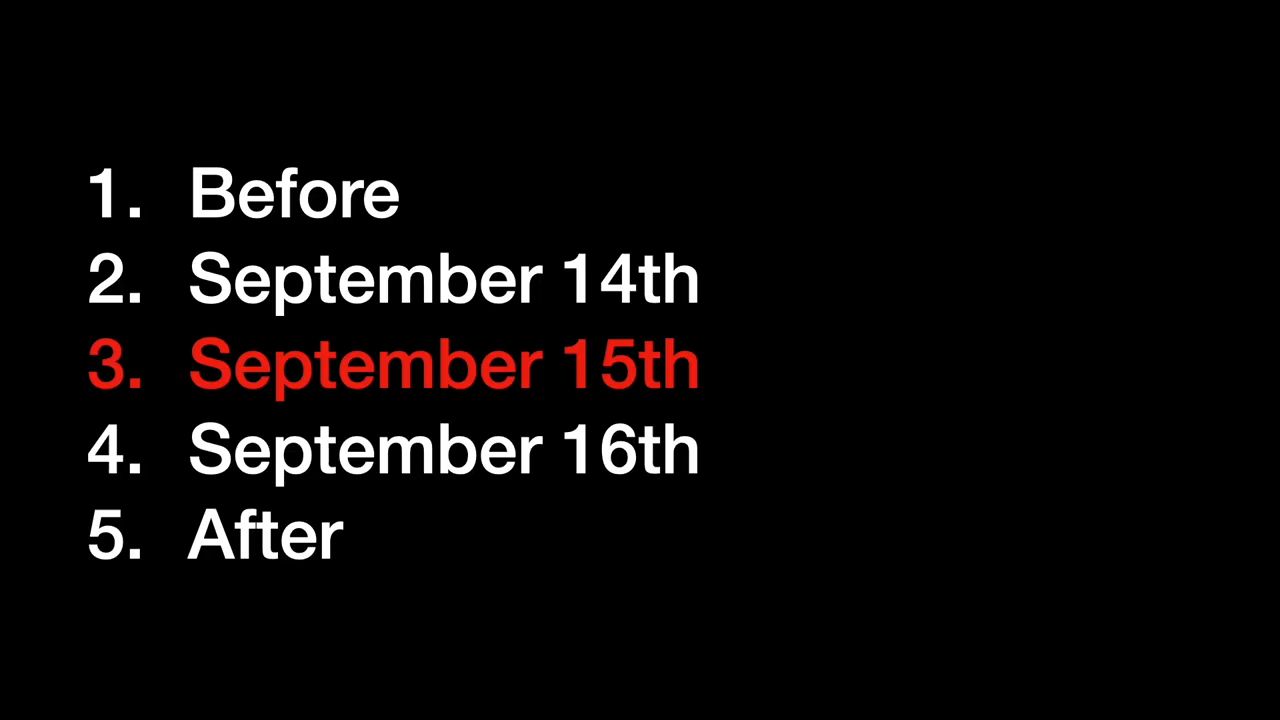 1. Before
2. September 14th
3. September 15th
4. September 16th
5. After